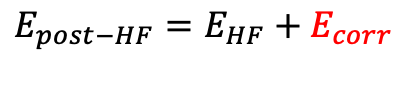 E_post−HF = E_HF + E_corr